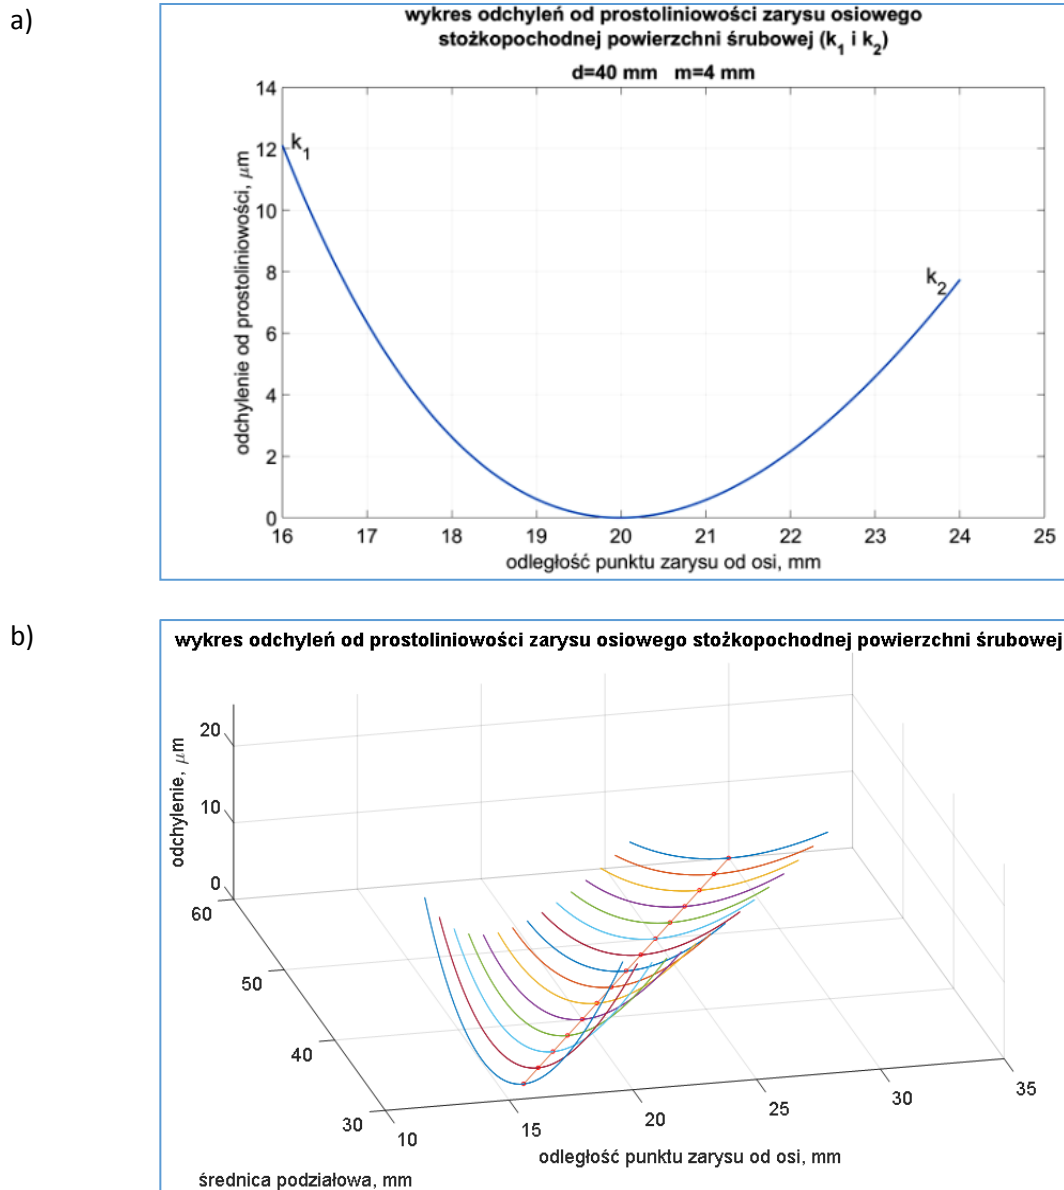 a)
wykres odchyleń od prostoliniowości zarysu osiowego
stożkopochodnej powierzchni śrubowej (k1 i k2)
d=40 mm m=4 mm
odchylenie od prostoliniowości, μm
14
12
10
8
6
4
2
0
k1
k2
16 17 18 19 20 21 22 23 24 25
odległość punktu zarysu od osi, mm
b)
wykres odchyleń od prostoliniowości zarysu osiowego stożkopochodnej powierzchni śrubowej
odchylenie, μm
20
10
0
60
50
40
30
10 15 20 25 30 35
odległość punktu zarysu od osi, mm
średnica podziałowa, mm